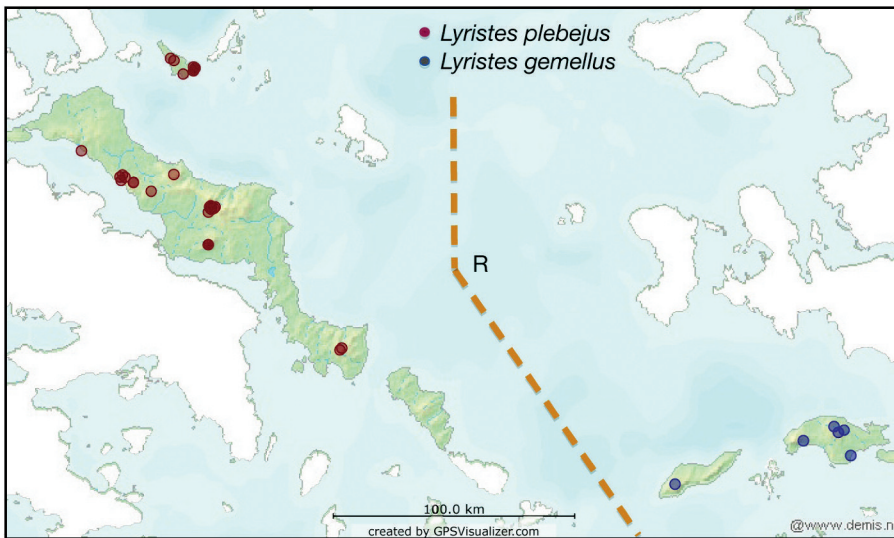 Lyristes plebejus
Lyristes gemellus
R
100.0 km
created by GPSVisualizer.com
@www.demis.n